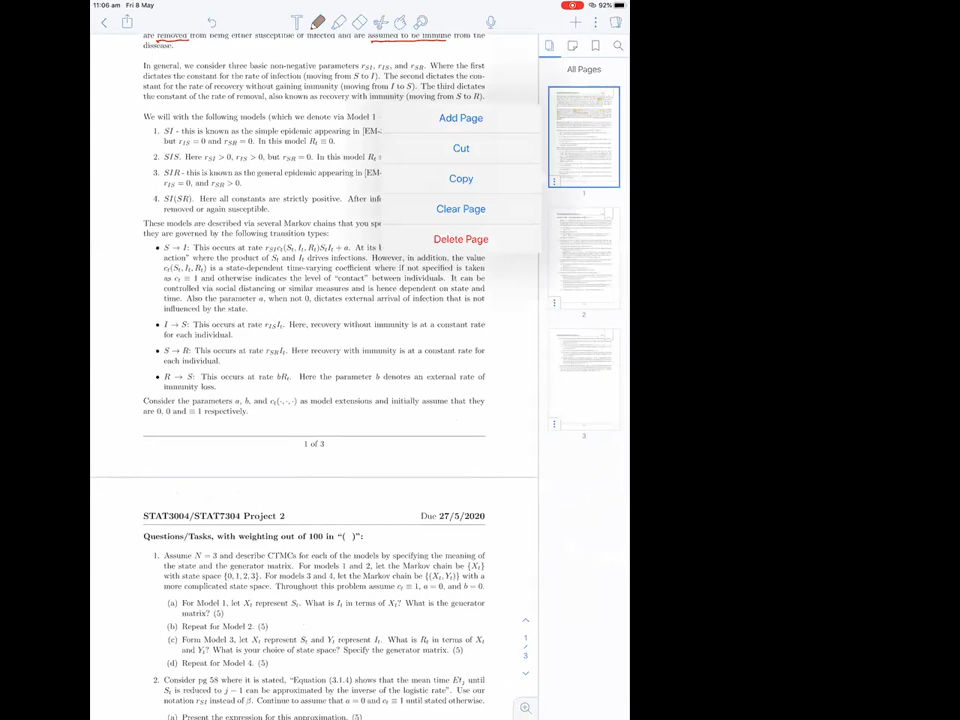 11:06 am Fri 8 May
92%
are removed from being either susceptible or infected and are assumed to be immune from the
dissease.
In general, we consider three basic non-negative parameters rSI, rIS, and rSR. Where the first
dictates the constant for the rate of infection (moving from S to I). The second dictates the con-
stant for the rate of recovery without gaining immunity (moving from I to S). The third dictates
the constant of the rate of removal, also known as recovery with immunity (moving from S to R).
We will with the following models (which we denote via Model 1
1. SI - this is known as the simple epidemic appearing in [EM-
but rIS = 0 and rSR = 0. In this model Rt ≡ 0.
2. SIS. Here rSI > 0, rIS > 0, but rSR = 0. In this model Rt ≡
3. SIR - this is known as the general epidemic appearing in [EM-
rIS = 0, and rSR > 0.
4. SI(SR). Here all constants are strictly positive. After infe
removed or again susceptible.
These models are described via several Markov chains that you spe
they are governed by the following transition types:
• S → I: This occurs at rate rSIct(St, It, Rt)StIt + a. At its b
action” where the product of St and It drives infections. However, in addition, the value
ct(St, It, Rt) is a state-dependent time-varying coefficient where if not specified is taken
as ct ≡ 1 and otherwise indicates the level of “contact” between individuals. It can be
controlled via social distancing or similar measures and is hence dependent on state and
time. Also the parameter a, when not 0, dictates external arrival of infection that is not
influenced by the state.
• I → S: This occurs at rate rISIt. Here, recovery without immunity is at a constant rate
for each individual.
• S → R: This occurs at rate rSRIt. Here recovery with immunity is at a constant rate for
each individual.
• R → S: This occurs at rate bRt. Here the parameter b denotes an external rate of
immunity loss.
Consider the parameters a, b, and ct(·, ·, ·) as model extensions and initially assume that they
are 0, 0 and ≡ 1 respectively.
1 of 3
STAT3004/STAT7304 Project 2 Due 27/5/2020
Questions/Tasks, with weighting out of 100 in “( )”:
1. Assume N = 3 and describe CTMCs for each of the models by specifying the meaning of
the state and the generator matrix. For models 1 and 2, let the Markov chain be {Xt}
with state space {0, 1, 2, 3}. For models 3 and 4, let the Markov chain be {(Xt, Yt)} with a
more complicated state space. Throughout this problem assume ct ≡ 1, a = 0, and b = 0.
(a) For Model 1, let Xt represent St. What is It in terms of Xt? What is the generator
matrix? (5)
(b) Repeat for Model 2. (5)
(c) Form Model 3, let Xt represent St and Yt represent It. What is Rt in terms of Xt
and Yt? What is your choice of state space? Specify the generator matrix. (5)
(d) Repeat for Model 4. (5)
2. Consider pg 58 where it is stated, “Equation (3.1.4) shows that the mean time Etj until
St is reduced to j − 1 can be approximated by the inverse of the logistic rate”. Use our
notation rSI instead of β. Continue to assume that a = 0 and ct ≡ 1 until stated otherwise.
(a) Present the expression for this approximation. (5)
Add Page
Cut
Copy
Clear Page
Delete Page
1
/
3
All Pages
1
2
3